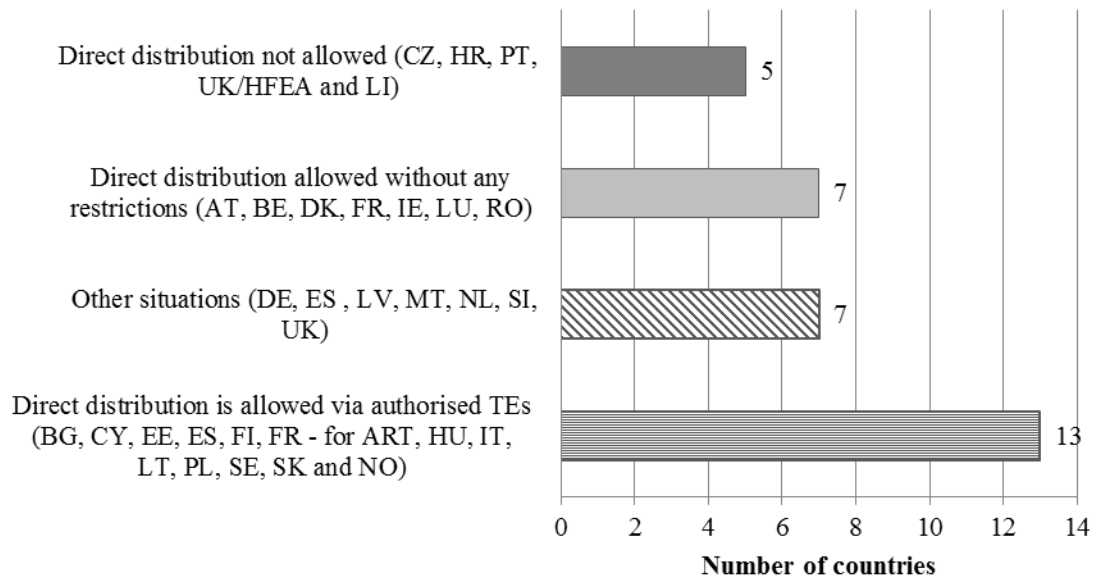 Direct distribution not allowed (CZ, HR, PT,
UK/HFEA and LI)
5
Direct distribution allowed without any
restrictions (AT, BE, DK, FR, IE, LU, RO)
7
Other situations (DE, ES , LV, MT, NL, SI,
UK)
7
Direct distribution is allowed via authorised TEs
(BG, CY, EE, ES, FI, FR - for ART, HU, IT,
LT, PL, SE, SK and NO)
13
0 2 4 6 8 10 12 14
Number of countries